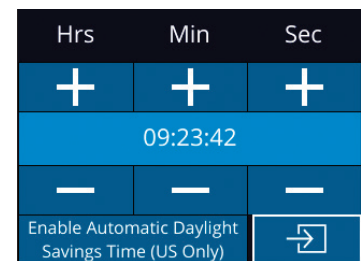 Hrs Min Sec
+ + +
09:23:42
— — —
Enable Automatic Daylight
Savings Time (US Only)